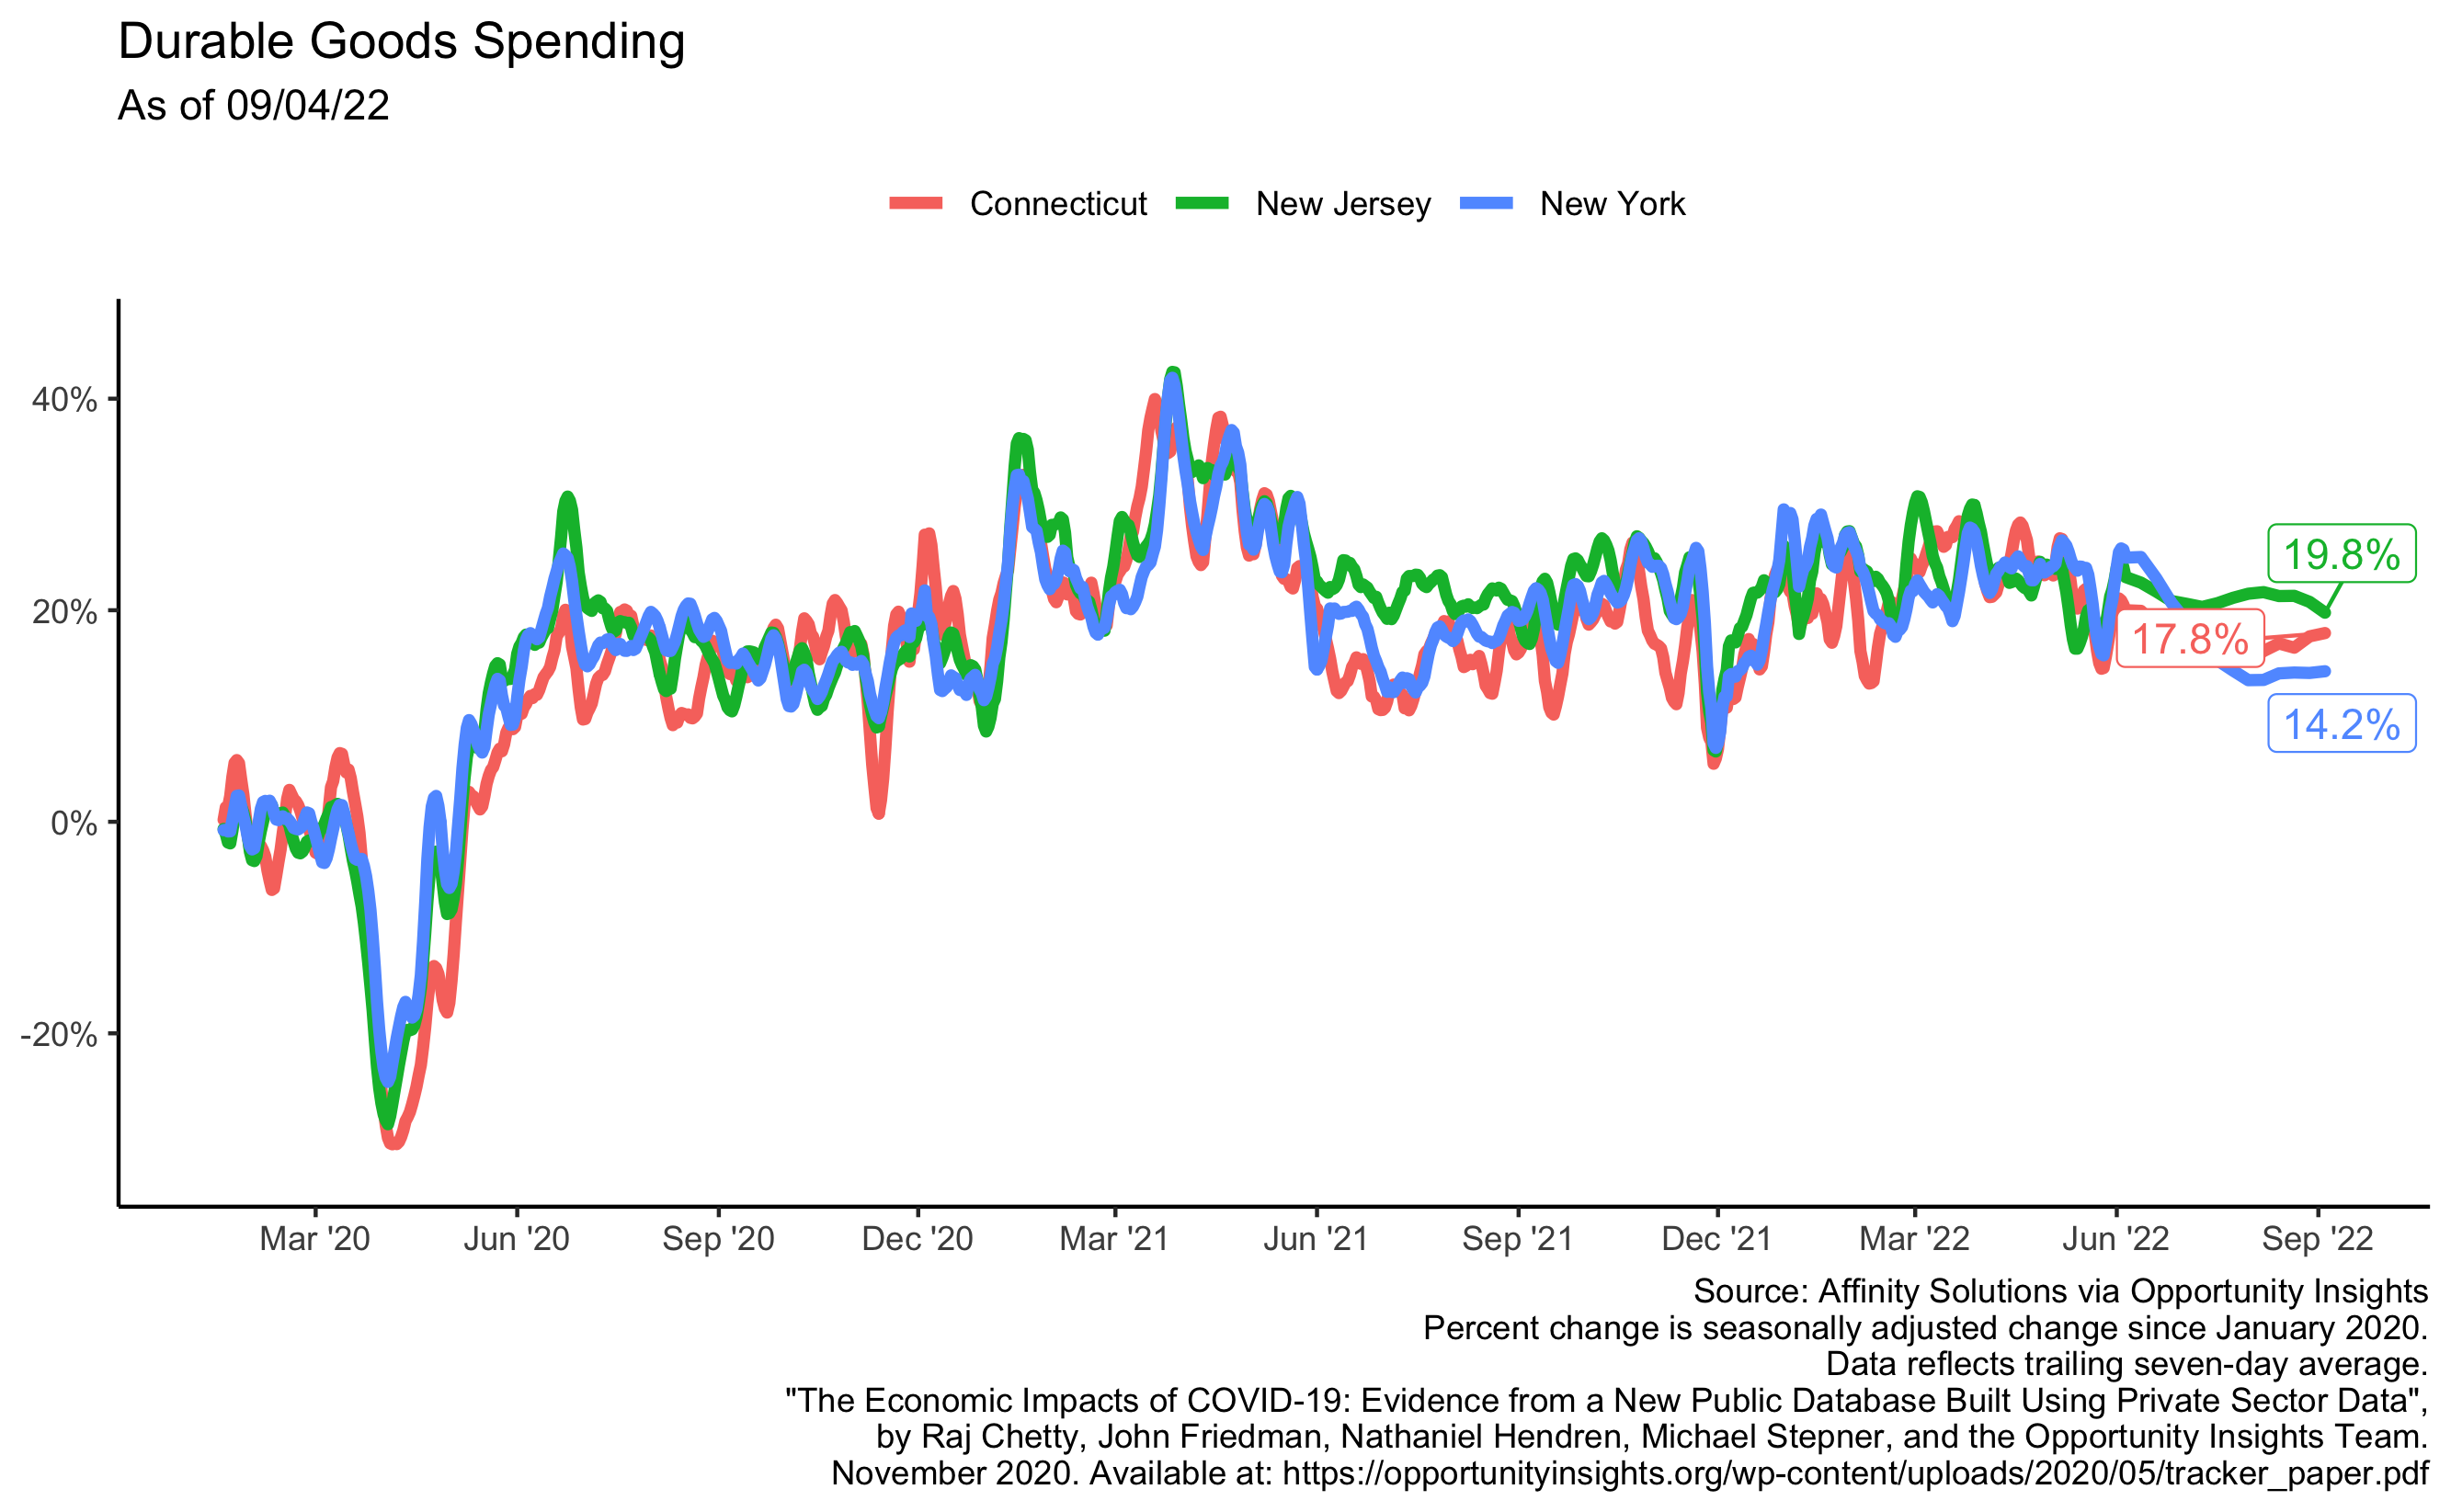 Durable Goods Spending
As of 09/04/22
Connecticut New Jersey New York
40%
20%
0%
-20%
19.8%
17.8%
14.2%
Mar '20 Jun '20 Sep '20 Dec '20 Mar '21 Jun '21 Sep '21 Dec '21 Mar '22 Jun '22 Sep '22
Source: Affinity Solutions via Opportunity Insights
Percent change is seasonally adjusted change since January 2020.
Data reflects trailing seven-day average.
"The Economic Impacts of COVID-19: Evidence from a New Public Database Built Using Private Sector Data",
by Raj Chetty, John Friedman, Nathaniel Hendren, Michael Stepner, and the Opportunity Insights Team.
November 2020. Available at: https://opportunityinsights.org/wp-content/uploads/2020/05/tracker_paper.pdf